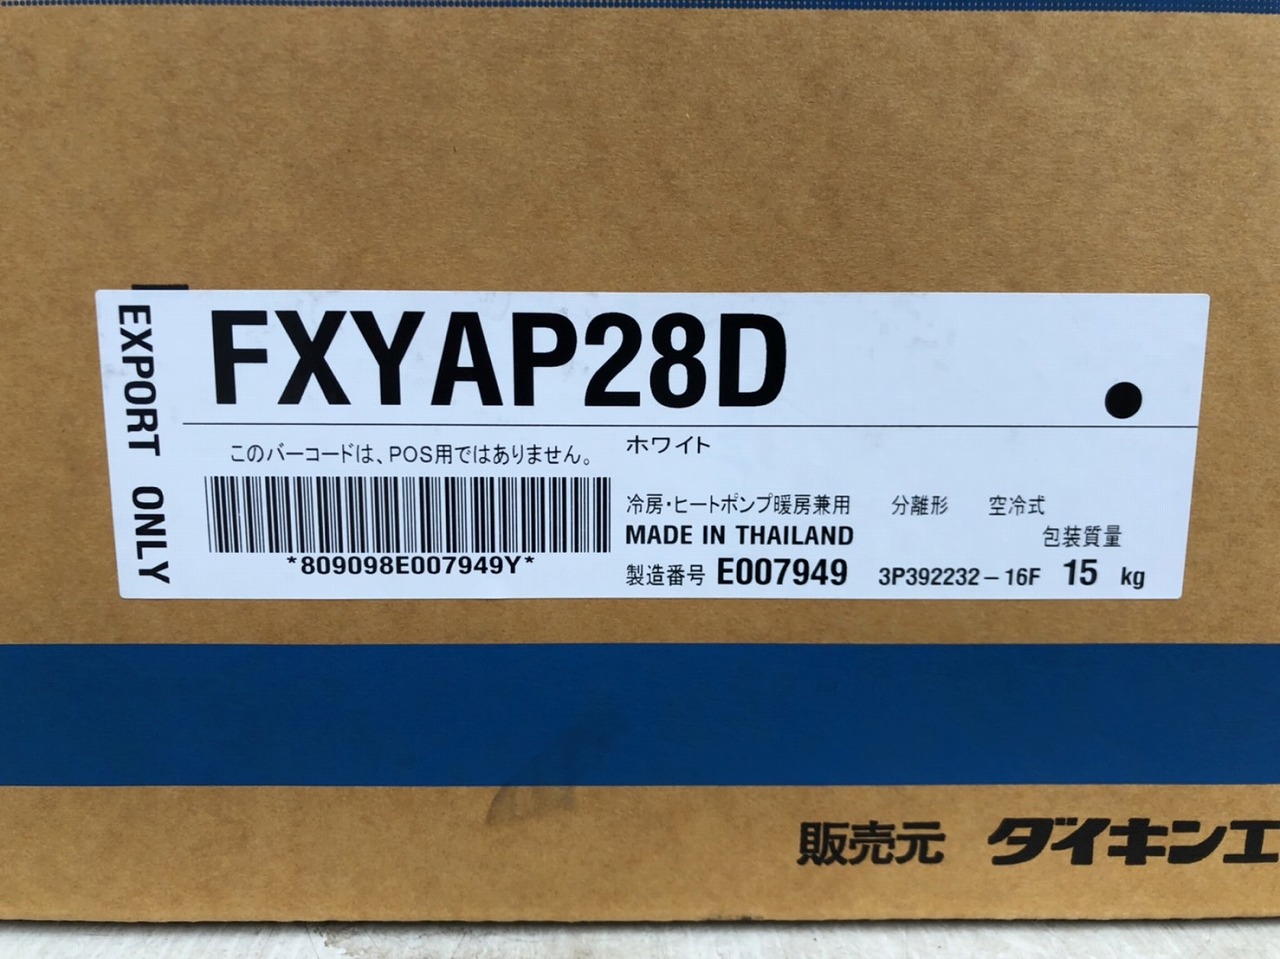 EXPORT ONLY
FXYAP28D
このバーコードは、POS用ではありません。
ホワイト
*809098E007949Y*
冷房・ヒートポンプ暖房兼用 分離形 空冷式
MADE IN THAILAND
包装質量
製造番号 E007949 3P392232-16F 15 kg
販売元 ダイキンエ